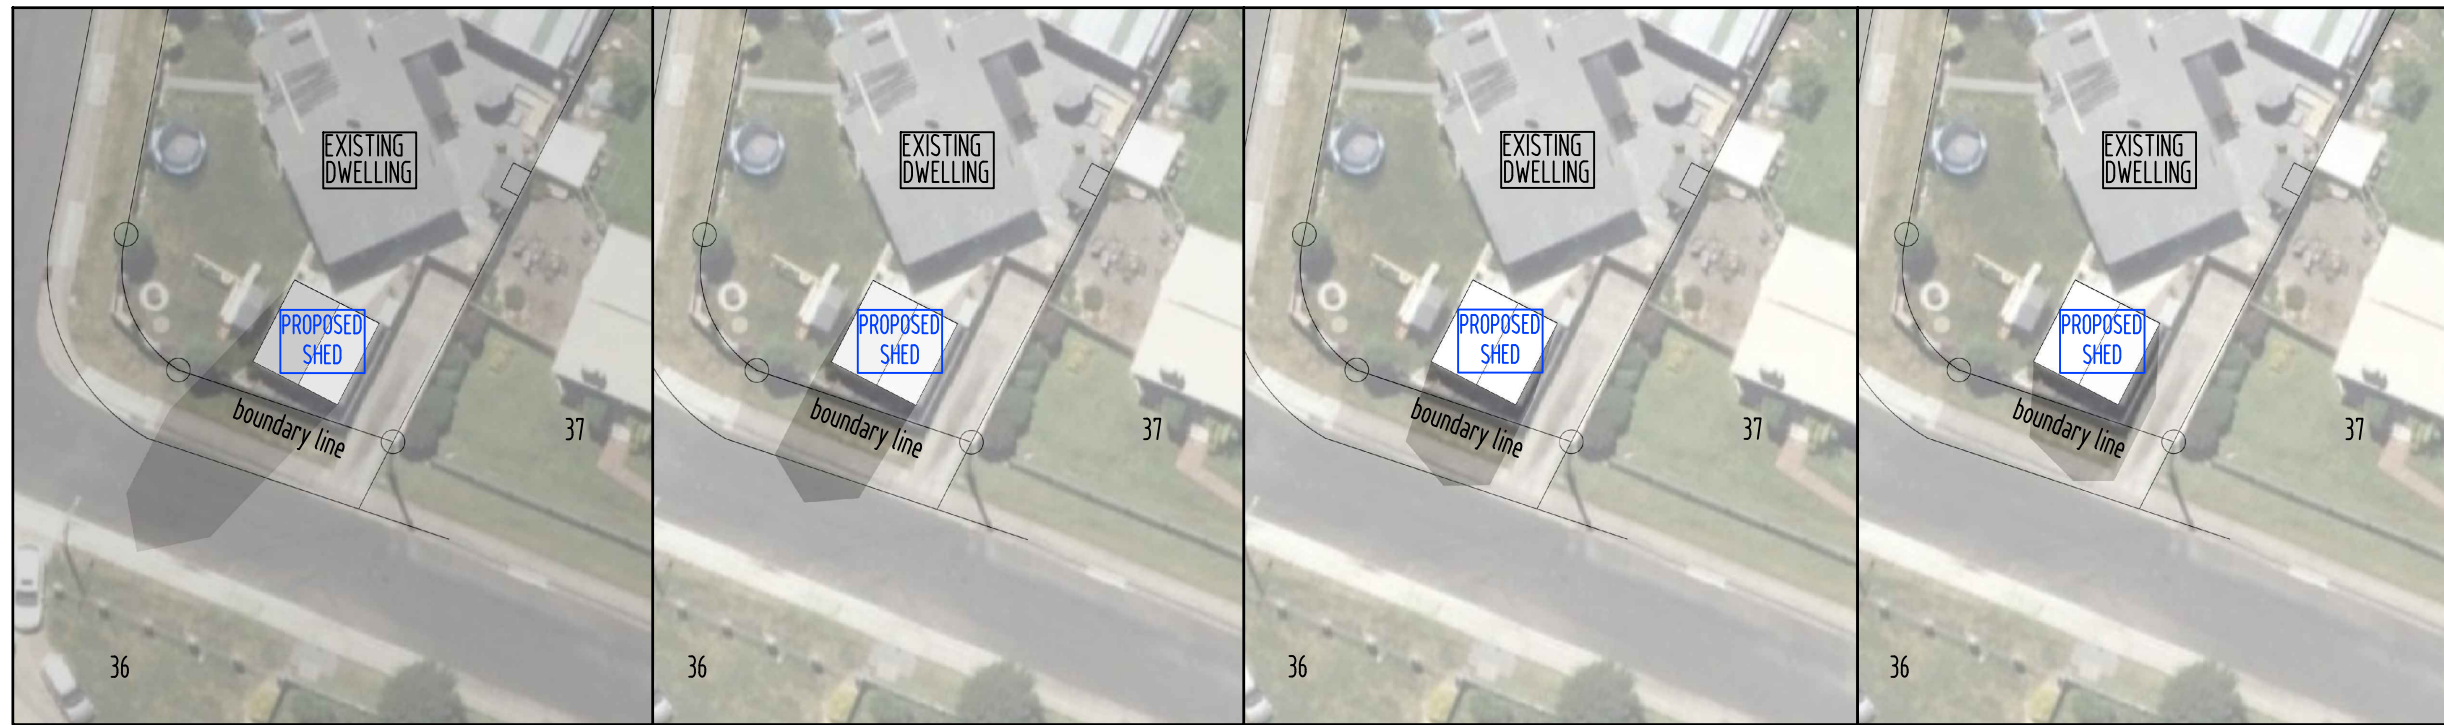 EXISTING
DWELLING
PROPOSED
SHED
boundary line
37
36
EXISTING
DWELLING
PROPOSED
SHED
boundary line
37
36
EXISTING
DWELLING
PROPOSED
SHED
boundary line
37
36
EXISTING
DWELLING
PROPOSED
SHED
boundary line
37
36